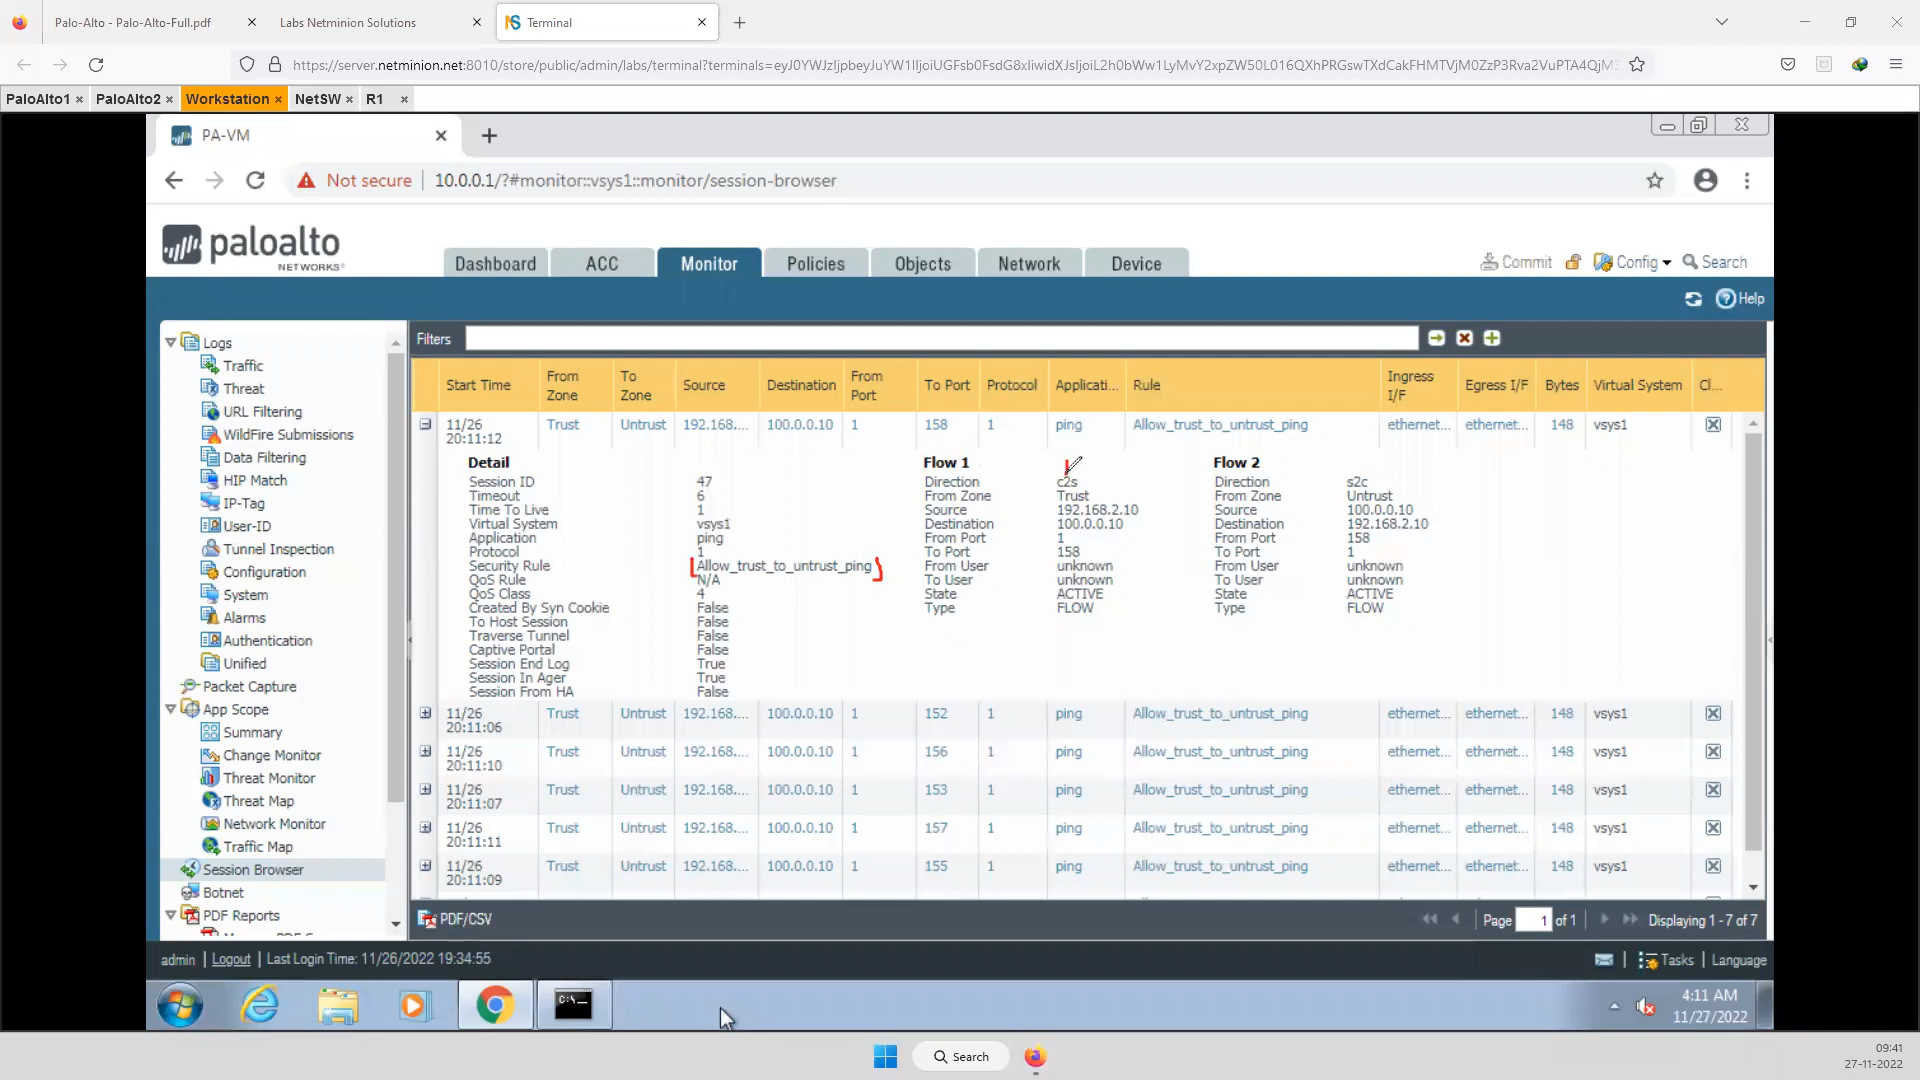 Palo-Alto - Palo-Alto-Full.pdf
Labs Netminion Solutions
Terminal
PaloAlto1 PaloAlto2 Workstation NetSW R1
PA-VM
Not secure 10.0.0.1/?#monitor::vsys1::monitor/session-browser
paloalto
NETWORKS
Dashboard ACC Monitor Policies Objects Network Device
Commit Config Search
Help
Logs
Traffic
Threat
URL Filtering
WildFire Submissions
Data Filtering
HIP Match
IP-Tag
User-ID
Tunnel Inspection
Configuration
System
Alarms
Authentication
Unified
Packet Capture
App Scope
Summary
Change Monitor
Threat Monitor
Threat Map
Network Monitor
Traffic Map
Session Browser
Botnet
PDF Reports
Filters
Start Time From Zone To Zone Source Destination From Port To Port Protocol Applicati... Rule Ingress I/F Egress I/F Bytes Virtual System Cl...
11/26 20:11:12 Trust Untrust 192.168.... 100.0.0.10 1 158 1 ping Allow_trust_to_untrust_ping ethernet... ethernet... 148 vsys1
Detail Flow 1 Flow 2
Session ID 47 Direction c2s Direction s2c
Timeout 6 From Zone Trust From Zone Untrust
Time To Live 1 Source 192.168.2.10 Source 100.0.0.10
Virtual System vsys1 Destination 100.0.0.10 Destination 192.168.2.10
Application ping From Port 1 From Port 158
Protocol 1 To Port 158 To Port 1
Security Rule Allow_trust_to_untrust_ping From User unknown From User unknown
QoS Rule N/A To User unknown To User unknown
QoS Class 4 State ACTIVE State ACTIVE
Created By Syn Cookie False Type FLOW Type FLOW
To Host Session False
Traverse Tunnel False
Captive Portal False
Session End Log True
Session In Ager True
Session From HA False
11/26 20:11:06 Trust Untrust 192.168.... 100.0.0.10 1 152 1 ping Allow_trust_to_untrust_ping ethernet... ethernet... 148 vsys1
11/26 20:11:10 Trust Untrust 192.168.... 100.0.0.10 1 156 1 ping Allow_trust_to_untrust_ping ethernet... ethernet... 148 vsys1
11/26 20:11:07 Trust Untrust 192.168.... 100.0.0.10 1 153 1 ping Allow_trust_to_untrust_ping ethernet... ethernet... 148 vsys1
11/26 20:11:11 Trust Untrust 192.168.... 100.0.0.10 1 157 1 ping Allow_trust_to_untrust_ping ethernet... ethernet... 148 vsys1
11/26 20:11:09 Trust Untrust 192.168.... 100.0.0.10 1 155 1 ping Allow_trust_to_untrust_ping ethernet... ethernet... 148 vsys1
PDF/CSV Page 1 of 1 Displaying 1 - 7 of 7
admin | Logout | Last Login Time: 11/26/2022 19:34:55
Tasks | Language
4:11 AM
11/27/2022
Search
09:41
27-11-2022